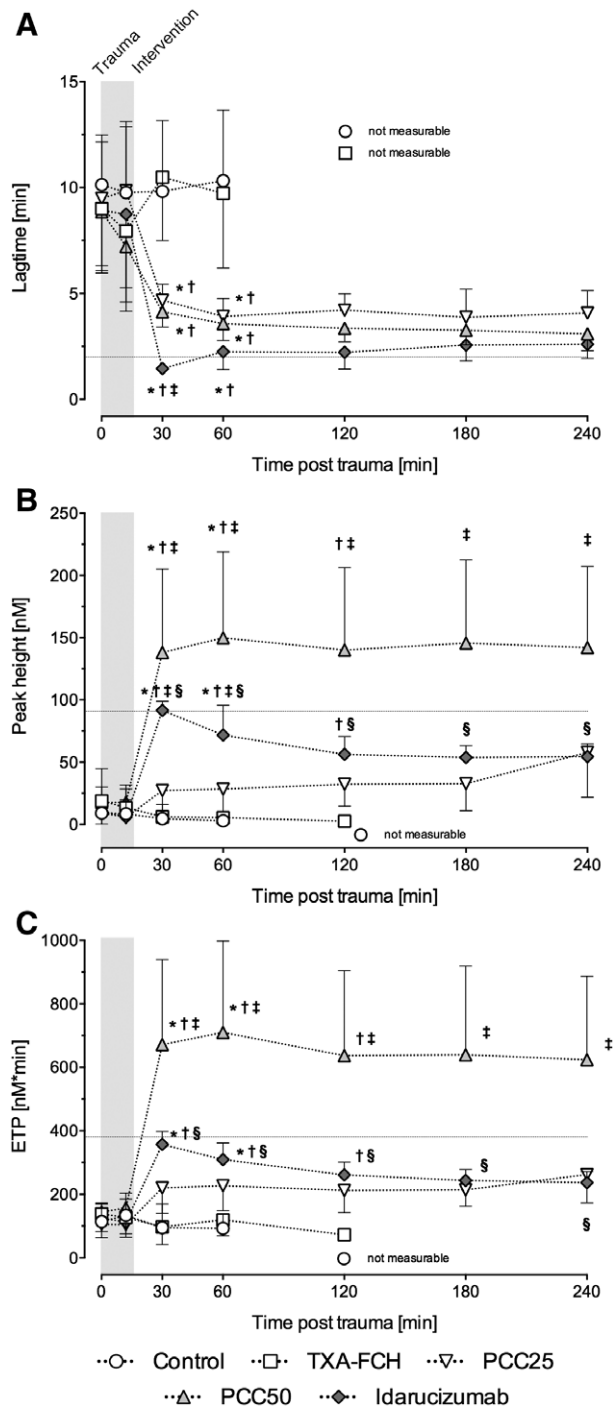 A
Trauma
Intervention
15
10
5
0
Lagtime [min]
not measurable
not measurable
* †
* †
* †
* †
* † ‡
* †
0 30 60 120 180 240
Time post trauma [min]
B
250
200
150
100
50
0
Peak height [nM]
* † ‡
* † ‡
† ‡
‡
‡
* † ‡ §
* † ‡ §
† §
§
§
not measurable
0 30 60 120 180 240
Time post trauma [min]
C
1000
800
600
400
200
0
ETP [nM*min]
* † ‡
* † ‡
† ‡
‡
‡
* † §
* † §
† §
§
§
not measurable
0 30 60 120 180 240
Time post trauma [min]
Control TXA-FCH PCC25
PCC50 Idarucizumab